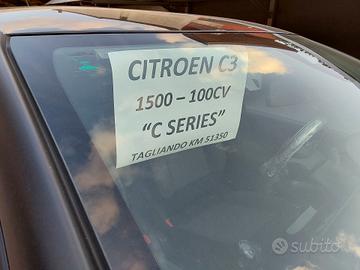 CITROEN C3
1500 – 100CV
“C SERIES”
TAGLIANDO KM 51350
subito